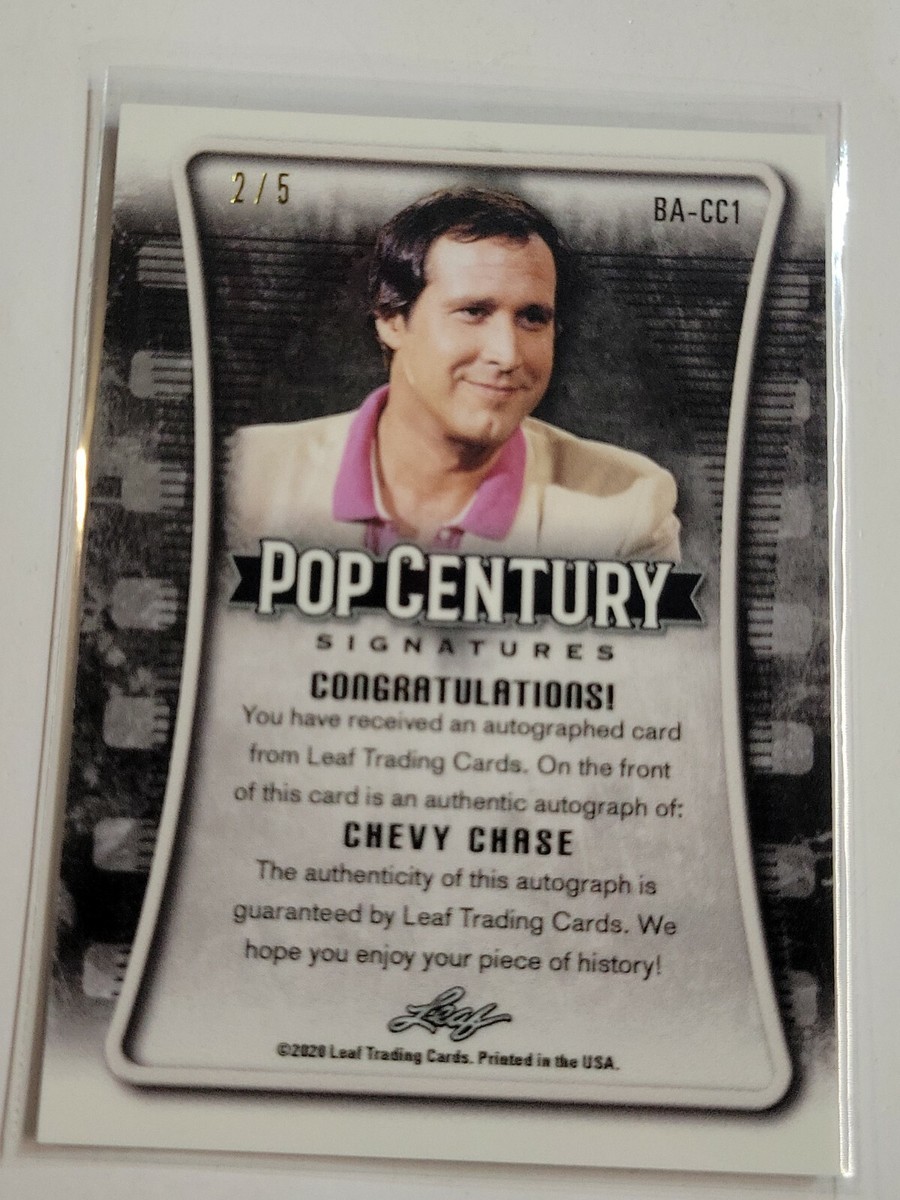 2/5
BA-CC1
POP CENTURY
SIGNATURES
CONGRATULATIONS!
You have received an autographed card
from Leaf Trading Cards. On the front
of this card is an authentic autograph of:
CHEVY CHASE
The authenticity of this autograph is
guaranteed by Leaf Trading Cards. We
hope you enjoy your piece of history!
Leaf
©2020 Leaf Trading Cards. Printed in the USA.